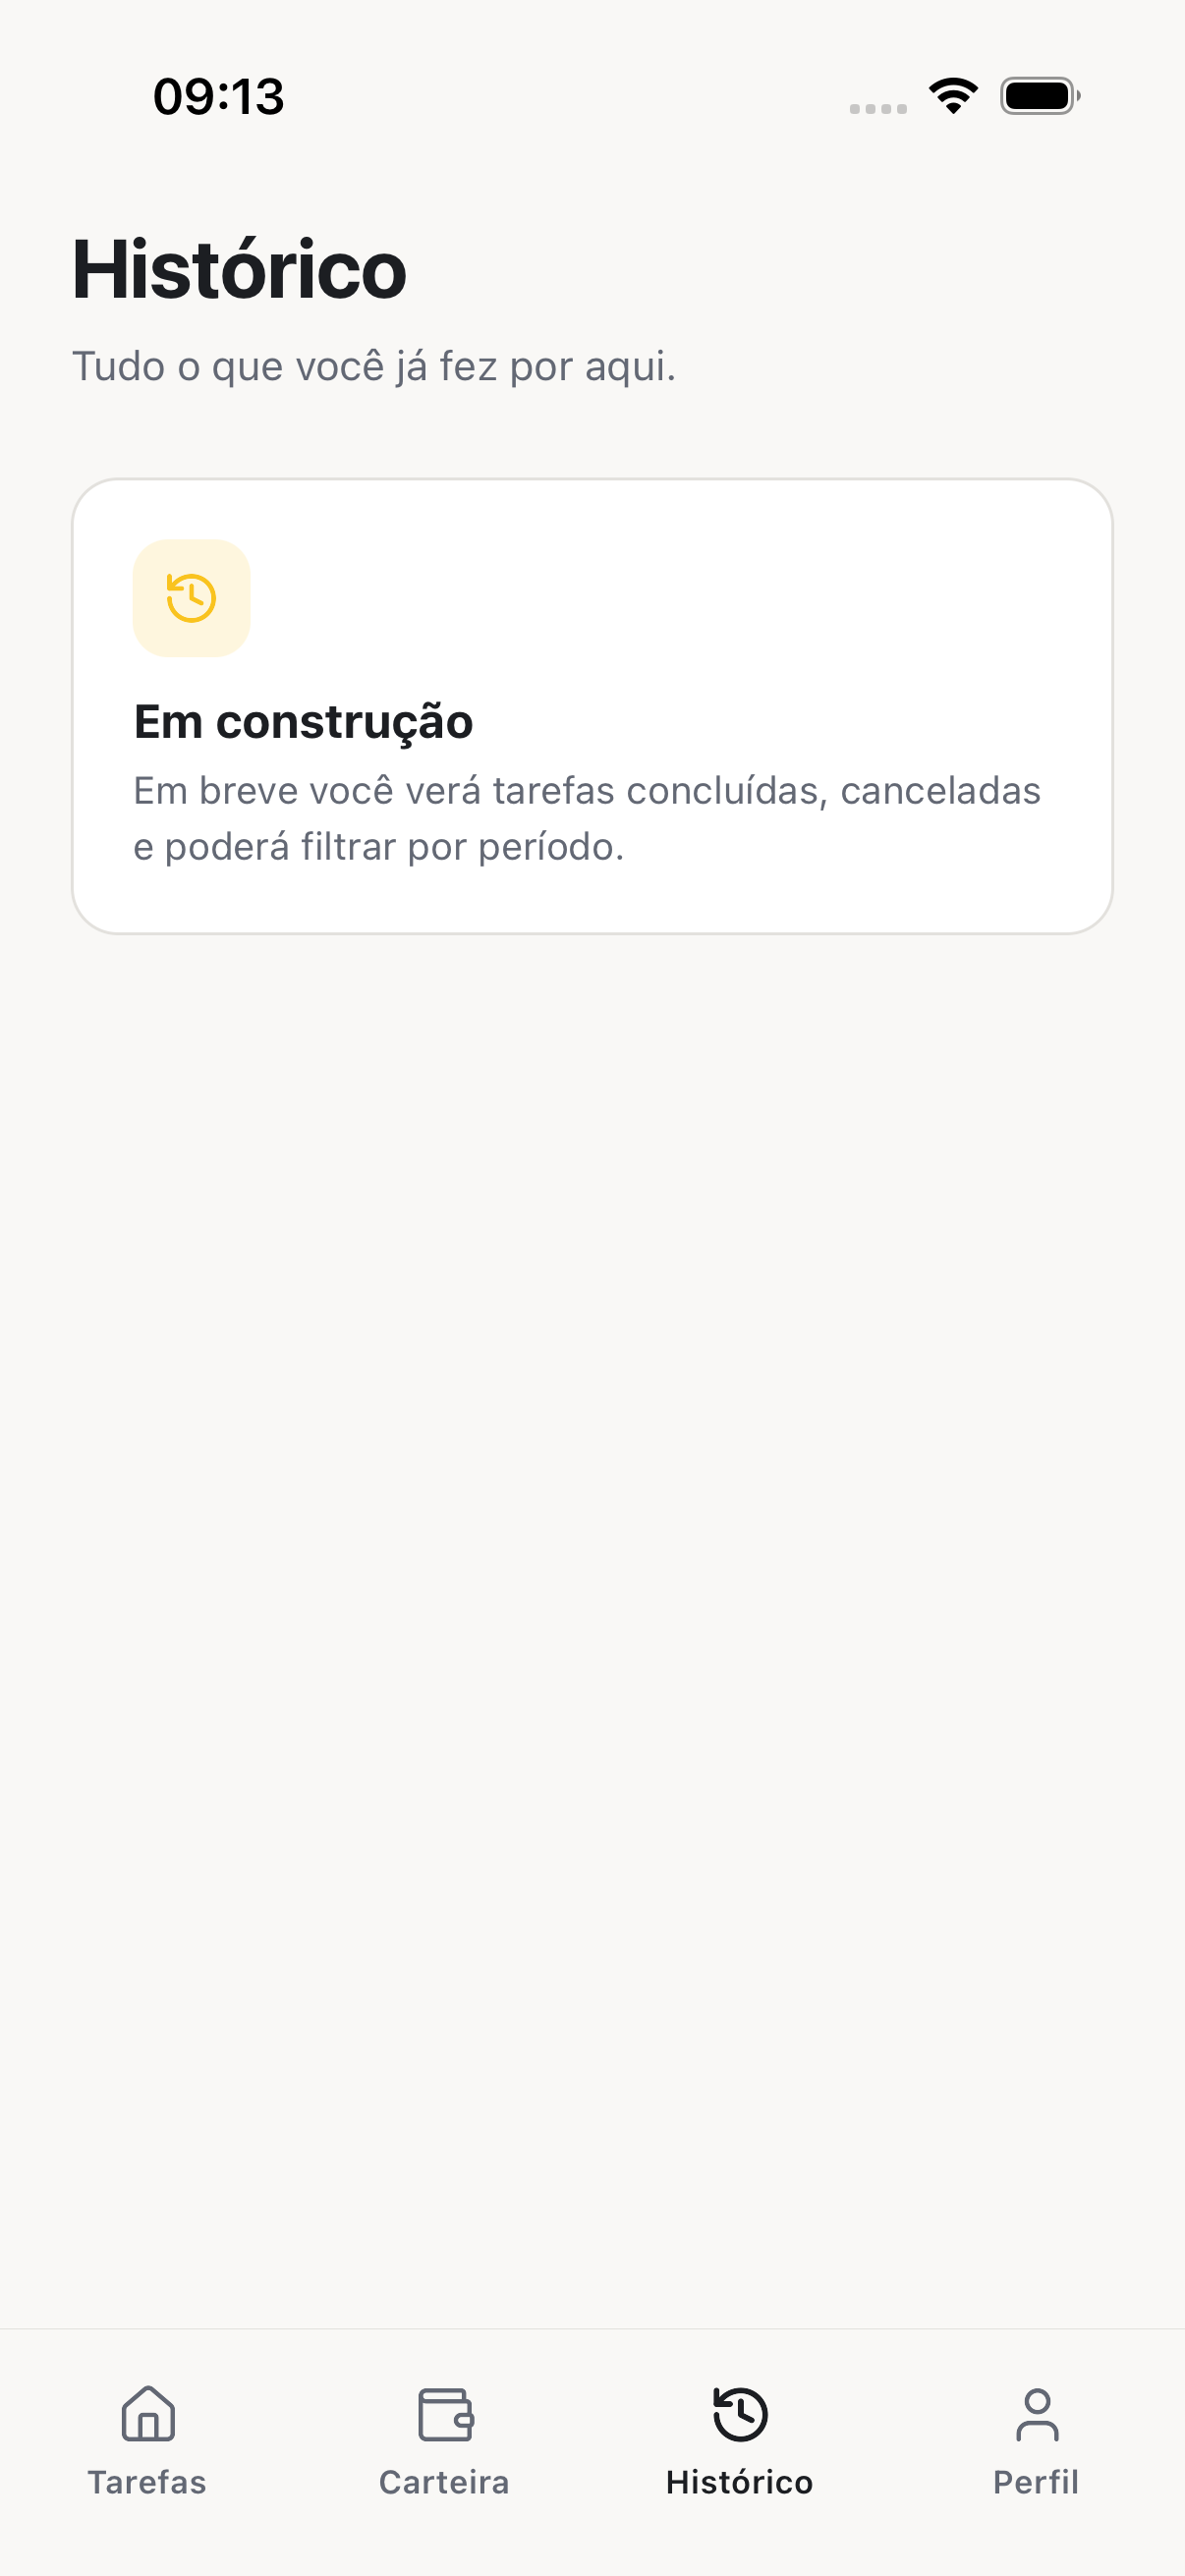 09:13
Histórico
Tudo o que você já fez por aqui.
Em construção
Em breve você verá tarefas concluídas, canceladas
e poderá filtrar por período.
Tarefas
Carteira
Histórico
Perfil